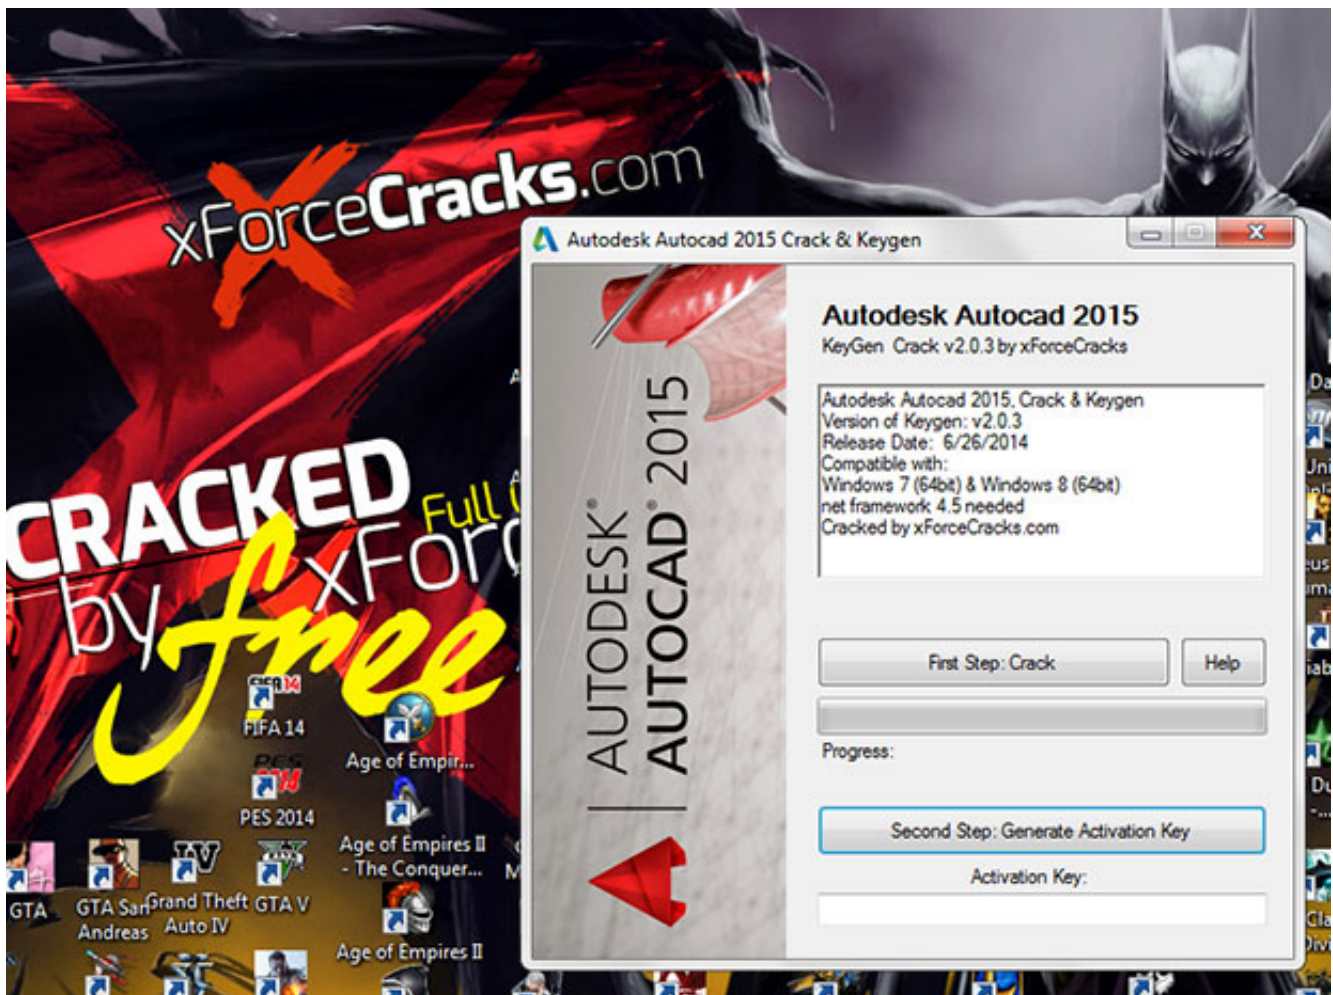 xForceCracks.com
CRACKED
Full
by xForc
free
Autodesk Autocad 2015 Crack & Keygen
AUTODESK®
AUTOCAD® 2015
Autodesk Autocad 2015
KeyGen Crack v2.0.3 by xForceCracks
Autodesk Autocad 2015, Crack & Keygen
Version of Keygen: v2.0.3
Release Date: 6/26/2014
Compatible with:
Windows 7 (64bit) & Windows 8 (64bit)
net framework 4.5 needed
Cracked by xForceCracks.com
First Step: Crack
Help
Progress:
Second Step: Generate Activation Key
Activation Key:
FIFA 14
FIFA 14
PES 2014
PES 2014
Age of Empir...
Age of Empires II
- The Conquer...
Age of Empires II
GTA
GTA San
Andreas
IV
Grand Theft
Auto IV
V
GTA V